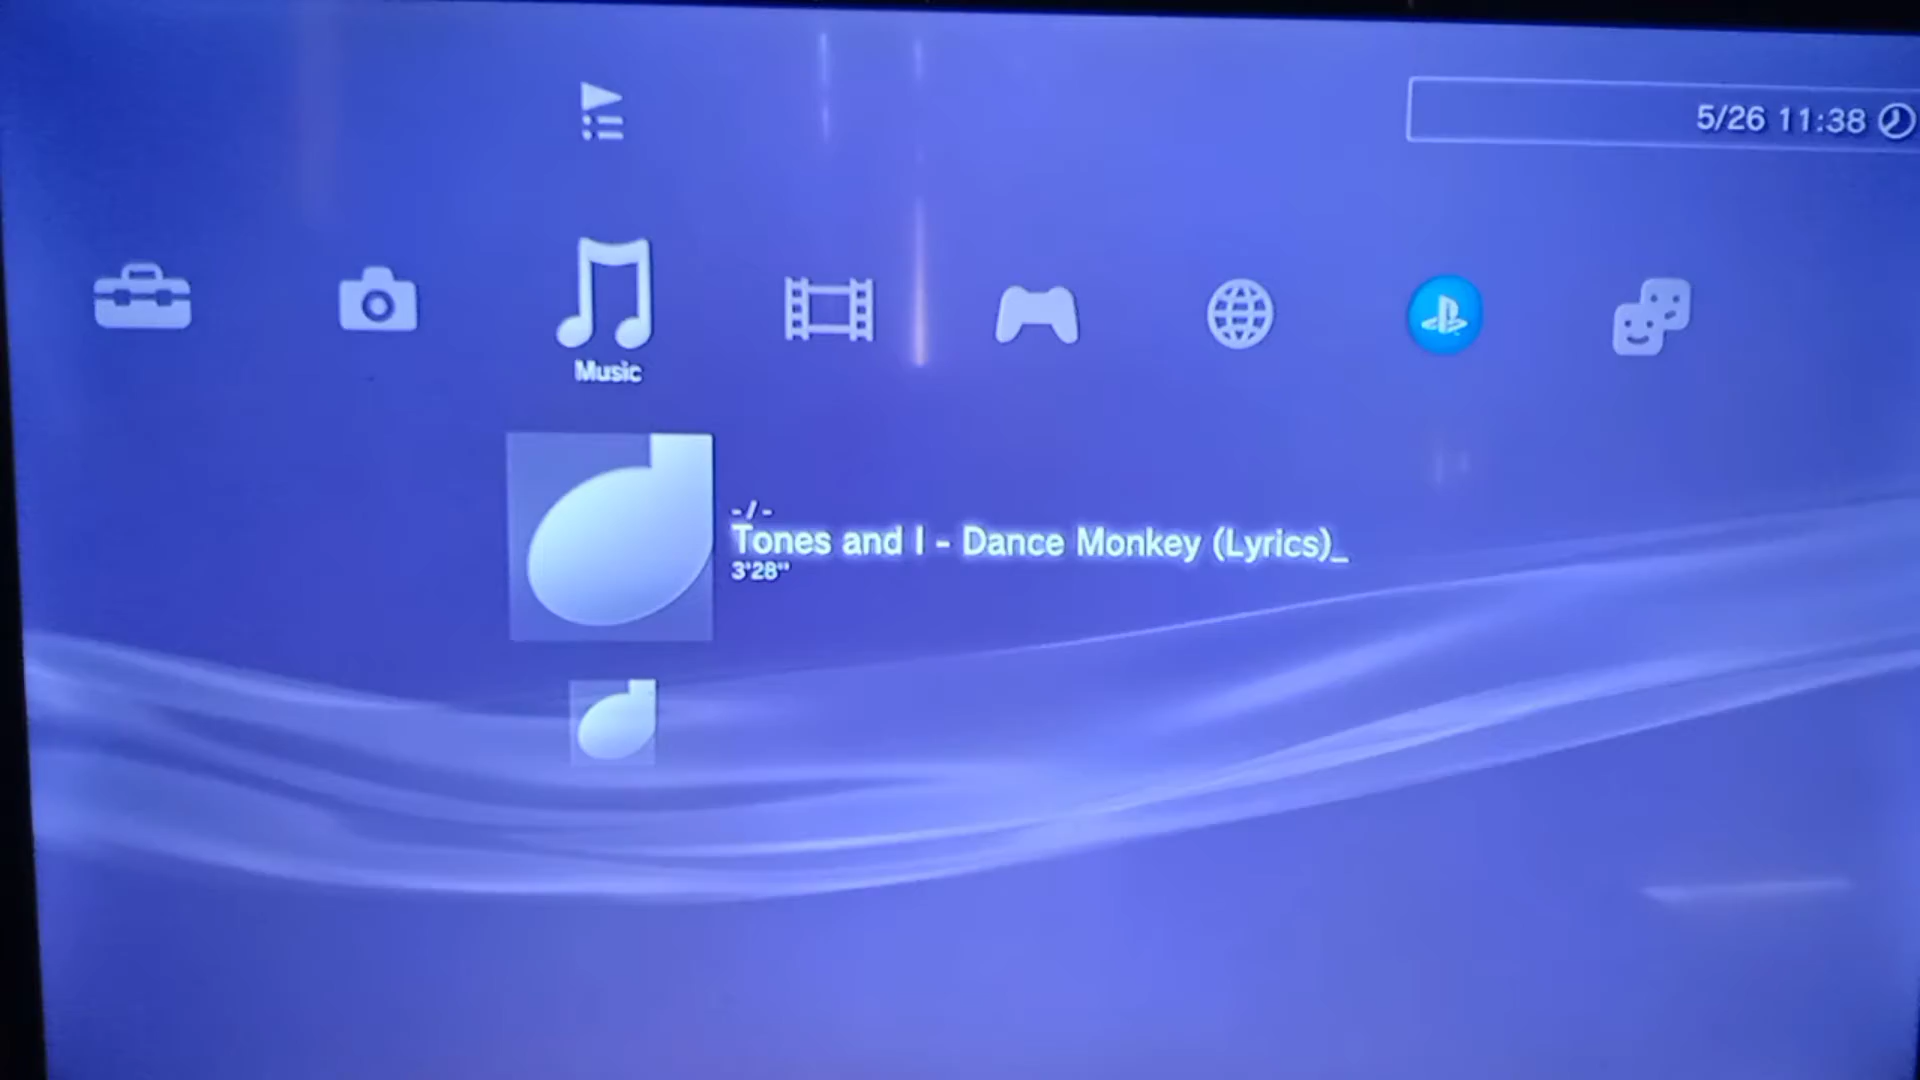 5/26 11:38
Music
-/-
Tones and I - Dance Monkey (Lyrics)_
3'28"